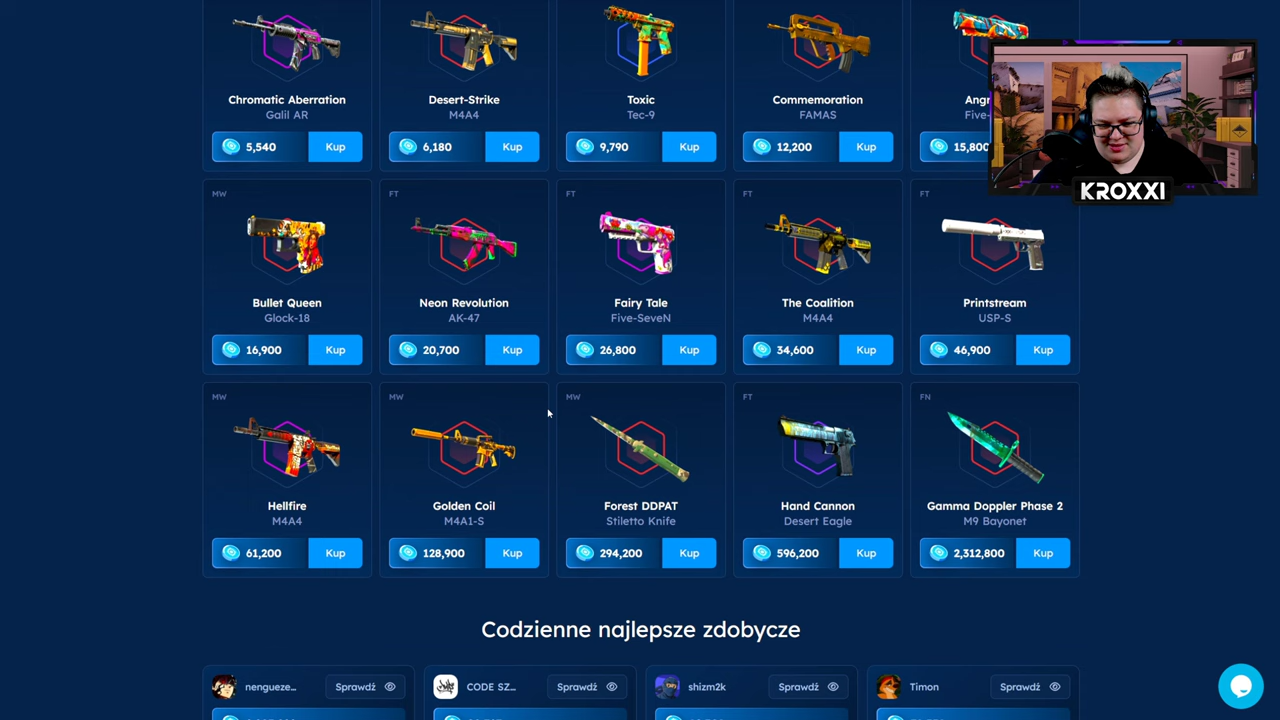 Chromatic Aberration
Galil AR
5,540 Kup
Desert-Strike
M4A4
6,180 Kup
Toxic
Tec-9
9,790 Kup
Commemoration
FAMAS
12,200 Kup
Angr
Five-
15,800
KROXXI
MW
Bullet Queen
Glock-18
16,900 Kup
FT
Neon Revolution
AK-47
20,700 Kup
FT
Fairy Tale
Five-SeveN
26,800 Kup
FT
The Coalition
M4A4
34,600 Kup
FT
Printstream
USP-S
46,900 Kup
MW
Hellfire
M4A4
61,200 Kup
MW
Golden Coil
M4A1-S
128,900 Kup
MW
Forest DDPAT
Stiletto Knife
294,200 Kup
FT
Hand Cannon
Desert Eagle
596,200 Kup
FN
Gamma Doppler Phase 2
M9 Bayonet
2,312,800 Kup
Codzienne najlepsze zdobycze
nengueze... Sprawdź
CODE SZ... Sprawdź
shizm2k Sprawdź
Timon Sprawdź